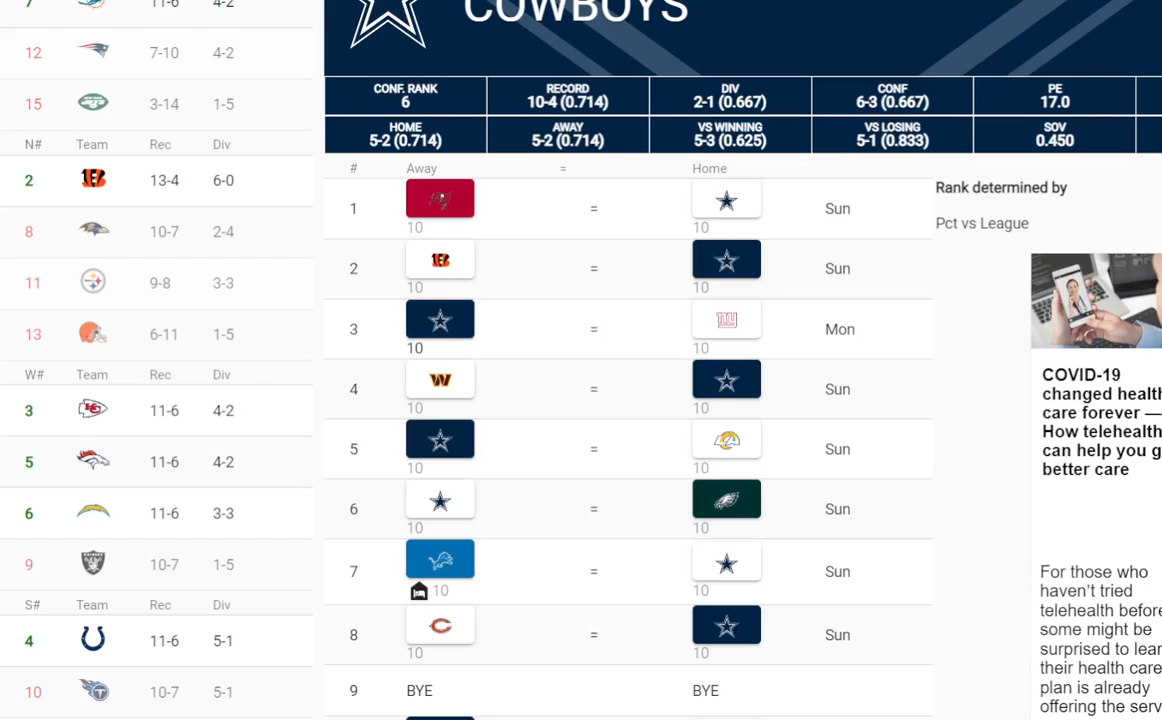 7 11-6 4-2
12 7-10 4-2
15 3-14 1-5
N# Team Rec Div
2 13-4 6-0
8 10-7 2-4
11 9-8 3-3
13 6-11 1-5
W# Team Rec Div
3 11-6 4-2
5 11-6 4-2
6 11-6 3-3
9 10-7 1-5
S# Team Rec Div
4 11-6 5-1
10 10-7 5-1
COWBOYS
CONF. RANK RECORD DIV CONF PE
6 10-4 (0.714) 2-1 (0.667) 6-3 (0.667) 17.0
HOME AWAY VS WINNING VS LOSING SOV
5-2 (0.714) 5-2 (0.714) 5-3 (0.625) 5-1 (0.833) 0.450
# Away = Home
1 = Sun
10 10
2 = Sun
10 10
3 NY = Mon
10 10
4 W = Sun
10 10
5 = Sun
10 10
6 = Sun
10 10
7 = Sun
10 10
8 C = Sun
10 10
9 BYE BYE
Rank determined by
Pct vs League
COVID-19
changed healt
care forever —
How telehealth
can help you g
better care
For those who
haven't tried
telehealth before
some might be
surprised to lear
their health care
plan is already
offering the serv